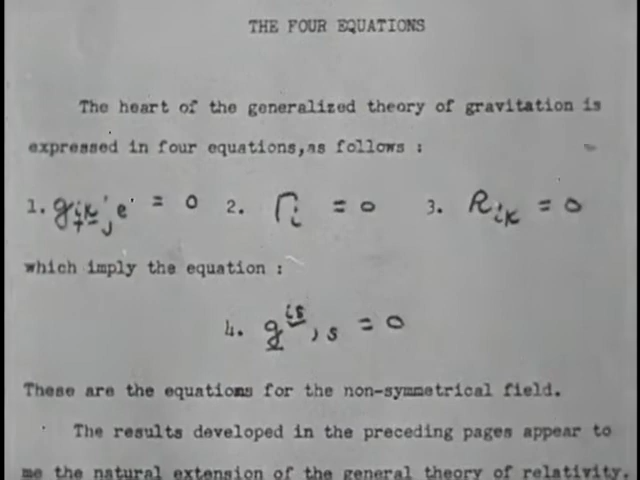 THE FOUR EQUATIONS
The heart of the generalized theory of gravitation is
expressed in four equations,as follows :
1. g_{i̲k̲;e} = 0 2. Γ_i = 0 3. R_{ik} = 0
which imply the equation :
4. g^{is}_{,s} = 0
These are the equations for the non-symmetrical field.
The results developed in the preceding pages appear to
me the natural extension of the general theory of relativity.